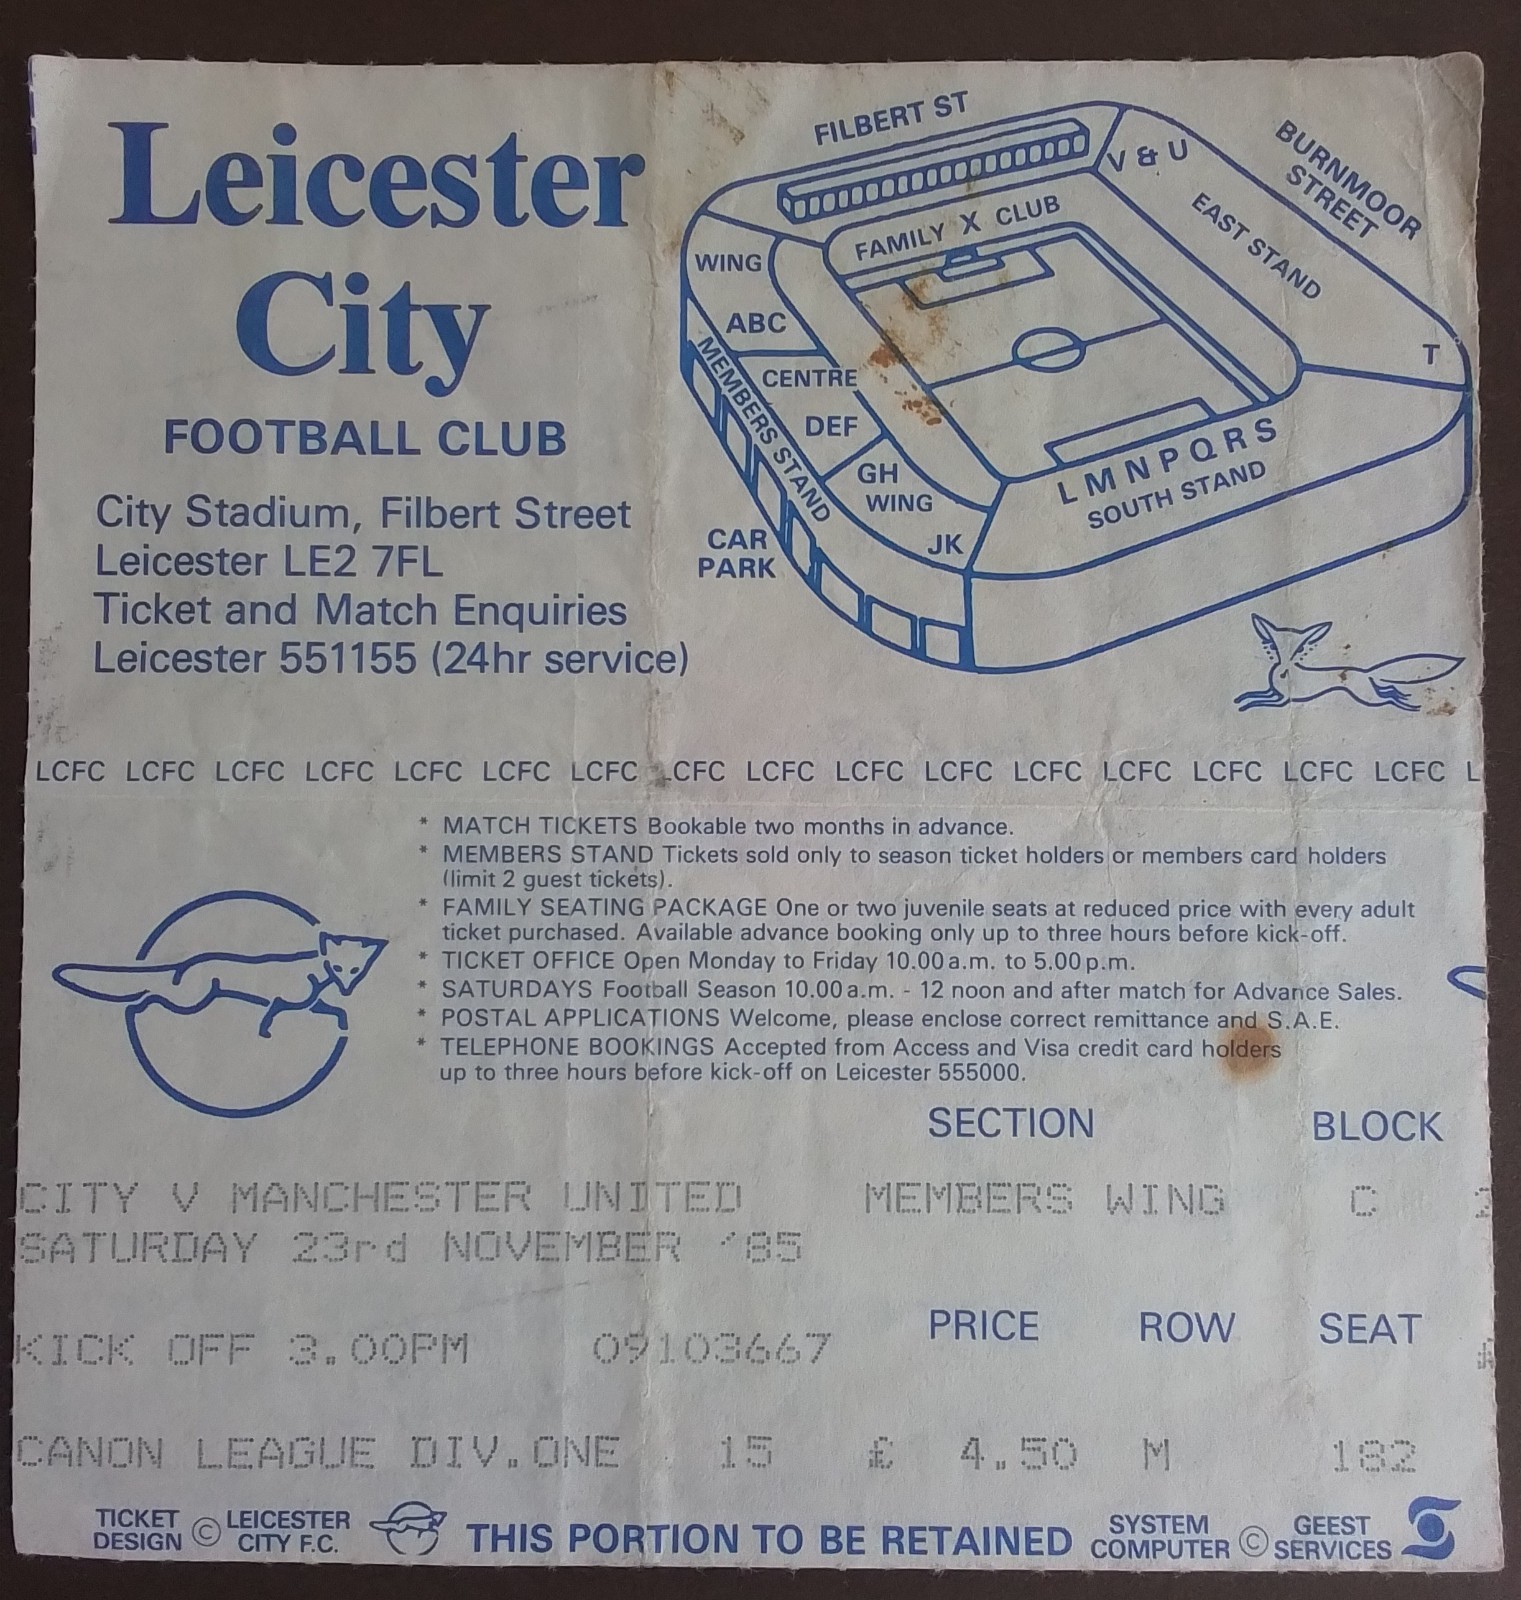 Leicester
City
FOOTBALL CLUB
City Stadium, Filbert Street
Leicester LE2 7FL
Ticket and Match Enquiries
Leicester 551155 (24hr service)
FILBERT ST
BURNMOOR
STREET
V & U
EAST STAND
T
FAMILY X CLUB
WING
ABC
MEMBERS STAND
CENTRE
DEF
GH
WING
JK
CAR
PARK
L M N P Q R S
SOUTH STAND
LCFC LCFC LCFC LCFC LCFC LCFC LCFC LCFC LCFC LCFC LCFC LCFC LCFC LCFC LCFC LCFC L
* MATCH TICKETS Bookable two months in advance.
* MEMBERS STAND Tickets sold only to season ticket holders or members card holders
(limit 2 guest tickets).
* FAMILY SEATING PACKAGE One or two juvenile seats at reduced price with every adult
ticket purchased. Available advance booking only up to three hours before kick-off.
* TICKET OFFICE Open Monday to Friday 10.00a.m. to 5.00p.m.
* SATURDAYS Football Season 10.00a.m. - 12 noon and after match for Advance Sales.
* POSTAL APPLICATIONS Welcome, please enclose correct remittance and S.A.E.
* TELEPHONE BOOKINGS Accepted from Access and Visa credit card holders
up to three hours before kick-off on Leicester 555000.
SECTION BLOCK
CITY V MANCHESTER UNITED MEMBERS WING C
SATURDAY 23rd NOVEMBER '85
PRICE ROW SEAT
KICK OFF 3.00PM 09103667
CANON LEAGUE DIV.ONE 15 £ 4.50 M 182
TICKET DESIGN © LEICESTER CITY F.C.
THIS PORTION TO BE RETAINED
SYSTEM COMPUTER © GEEST SERVICES